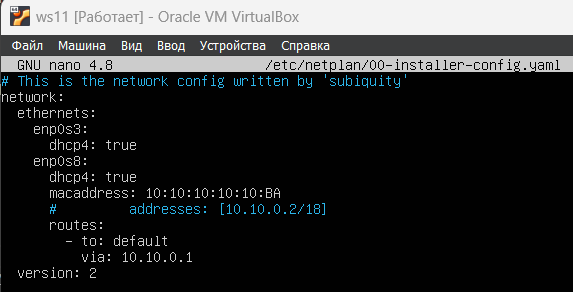 ws11 [Работает] - Oracle VM VirtualBox
Файл Машина Вид Ввод Устройства Справка
GNU nano 4.8 /etc/netplan/00-installer-config.yaml
# This is the network config written by 'subiquity'
network:
  ethernets:
    enp0s3:
      dhcp4: true
    enp0s8:
      dhcp4: true
      macaddress: 10:10:10:10:10:BA
      #         addresses: [10.10.0.2/18]
      routes:
        - to: default
          via: 10.10.0.1
  version: 2